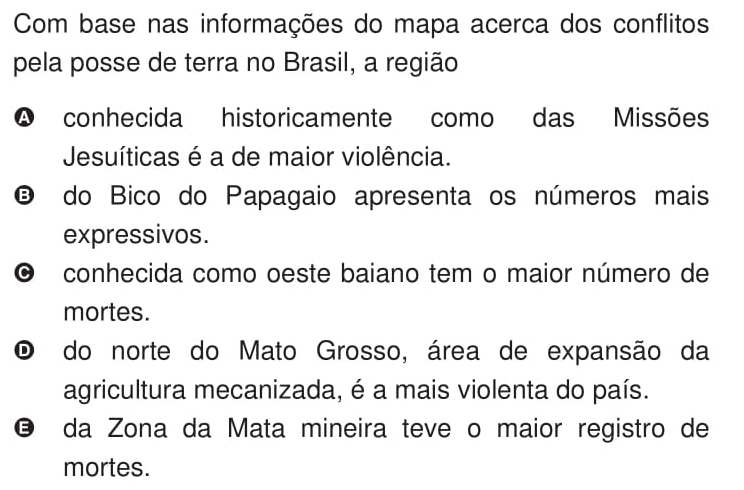 Com base nas informações do mapa acerca dos conflitos
pela posse de terra no Brasil, a região
A conhecida historicamente como das Missões
Jesuíticas é a de maior violência.
B do Bico do Papagaio apresenta os números mais
expressivos.
C conhecida como oeste baiano tem o maior número de
mortes.
D do norte do Mato Grosso, área de expansão da
agricultura mecanizada, é a mais violenta do país.
E da Zona da Mata mineira teve o maior registro de
mortes.